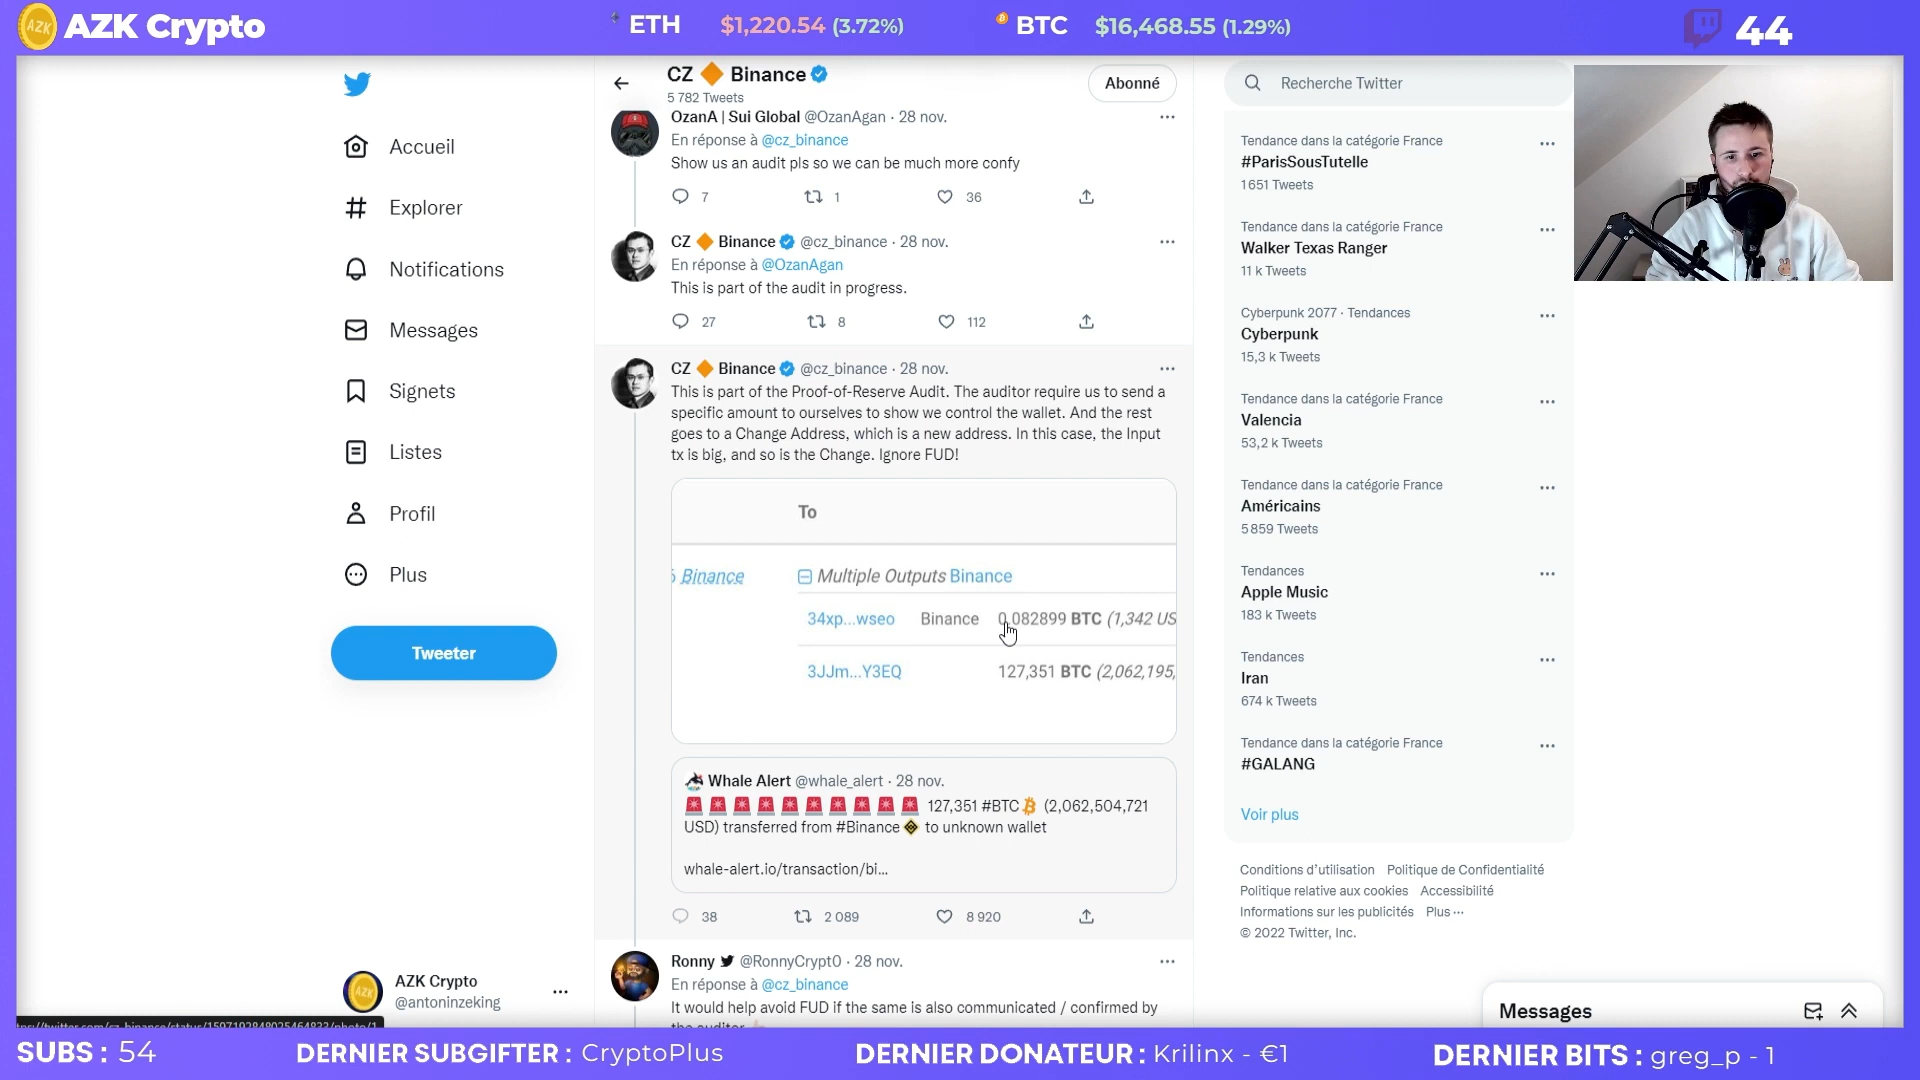 AZK Crypto
ETH $1,220.54 (3.72%)
BTC $16,468.55 (1.29%)
44
Accueil
Explorer
Notifications
Messages
Signets
Listes
Profil
Plus
Tweeter
AZK Crypto
@antoninzeking
CZ 🔶 Binance
5 782 Tweets
Abonné
OzanA | Sui Global @OzanAgan · 28 nov.
En réponse à @cz_binance
Show us an audit pls so we can be much more confy
7 1 36
CZ 🔶 Binance @cz_binance · 28 nov.
En réponse à @OzanAgan
This is part of the audit in progress.
27 8 112
CZ 🔶 Binance @cz_binance · 28 nov.
This is part of the Proof-of-Reserve Audit. The auditor require us to send a
specific amount to ourselves to show we control the wallet. And the rest
goes to a Change Address, which is a new address. In this case, the Input
tx is big, and so is the Change. Ignore FUD!
To
Binance Multiple Outputs Binance
34xp...wseo Binance 0.082899 BTC (1,342 US
3JJm...Y3EQ 127,351 BTC (2,062,195,
Whale Alert @whale_alert · 28 nov.
🚨🚨🚨🚨🚨🚨🚨🚨🚨🚨 127,351 #BTC (2,062,504,721
USD) transferred from #Binance to unknown wallet
whale-alert.io/transaction/bi...
38 2 089 8 920
Ronny @RonnyCrypt0 · 28 nov.
En réponse à @cz_binance
It would help avoid FUD if the same is also communicated / confirmed by
Recherche Twitter
Tendance dans la catégorie France
#ParisSousTutelle
1 651 Tweets
Tendance dans la catégorie France
Walker Texas Ranger
11 k Tweets
Cyberpunk 2077 · Tendances
Cyberpunk
15,3 k Tweets
Tendance dans la catégorie France
Valencia
53,2 k Tweets
Tendance dans la catégorie France
Américains
5 859 Tweets
Tendances
Apple Music
183 k Tweets
Tendances
Iran
674 k Tweets
Tendance dans la catégorie France
#GALANG
Voir plus
Conditions d'utilisation Politique de Confidentialité
Politique relative aux cookies Accessibilité
Informations sur les publicités Plus ···
© 2022 Twitter, Inc.
Messages
SUBS : 54
DERNIER SUBGIFTER : CryptoPlus
DERNIER DONATEUR : Krilinx - €1
DERNIER BITS : greg_p - 1